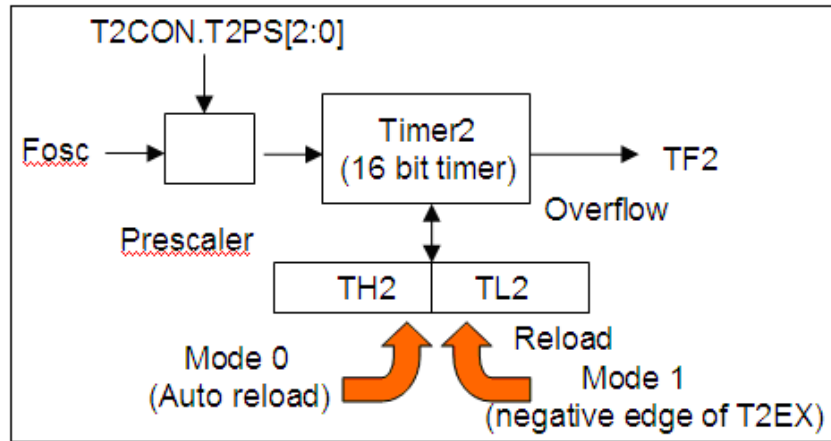 T2CON.T2PS[2:0]
Fosc
Timer2
(16 bit timer)
TF2
Overflow
Prescaler
TH2
TL2
Reload
Mode 0
(Auto reload)
Mode 1
(negative edge of T2EX)